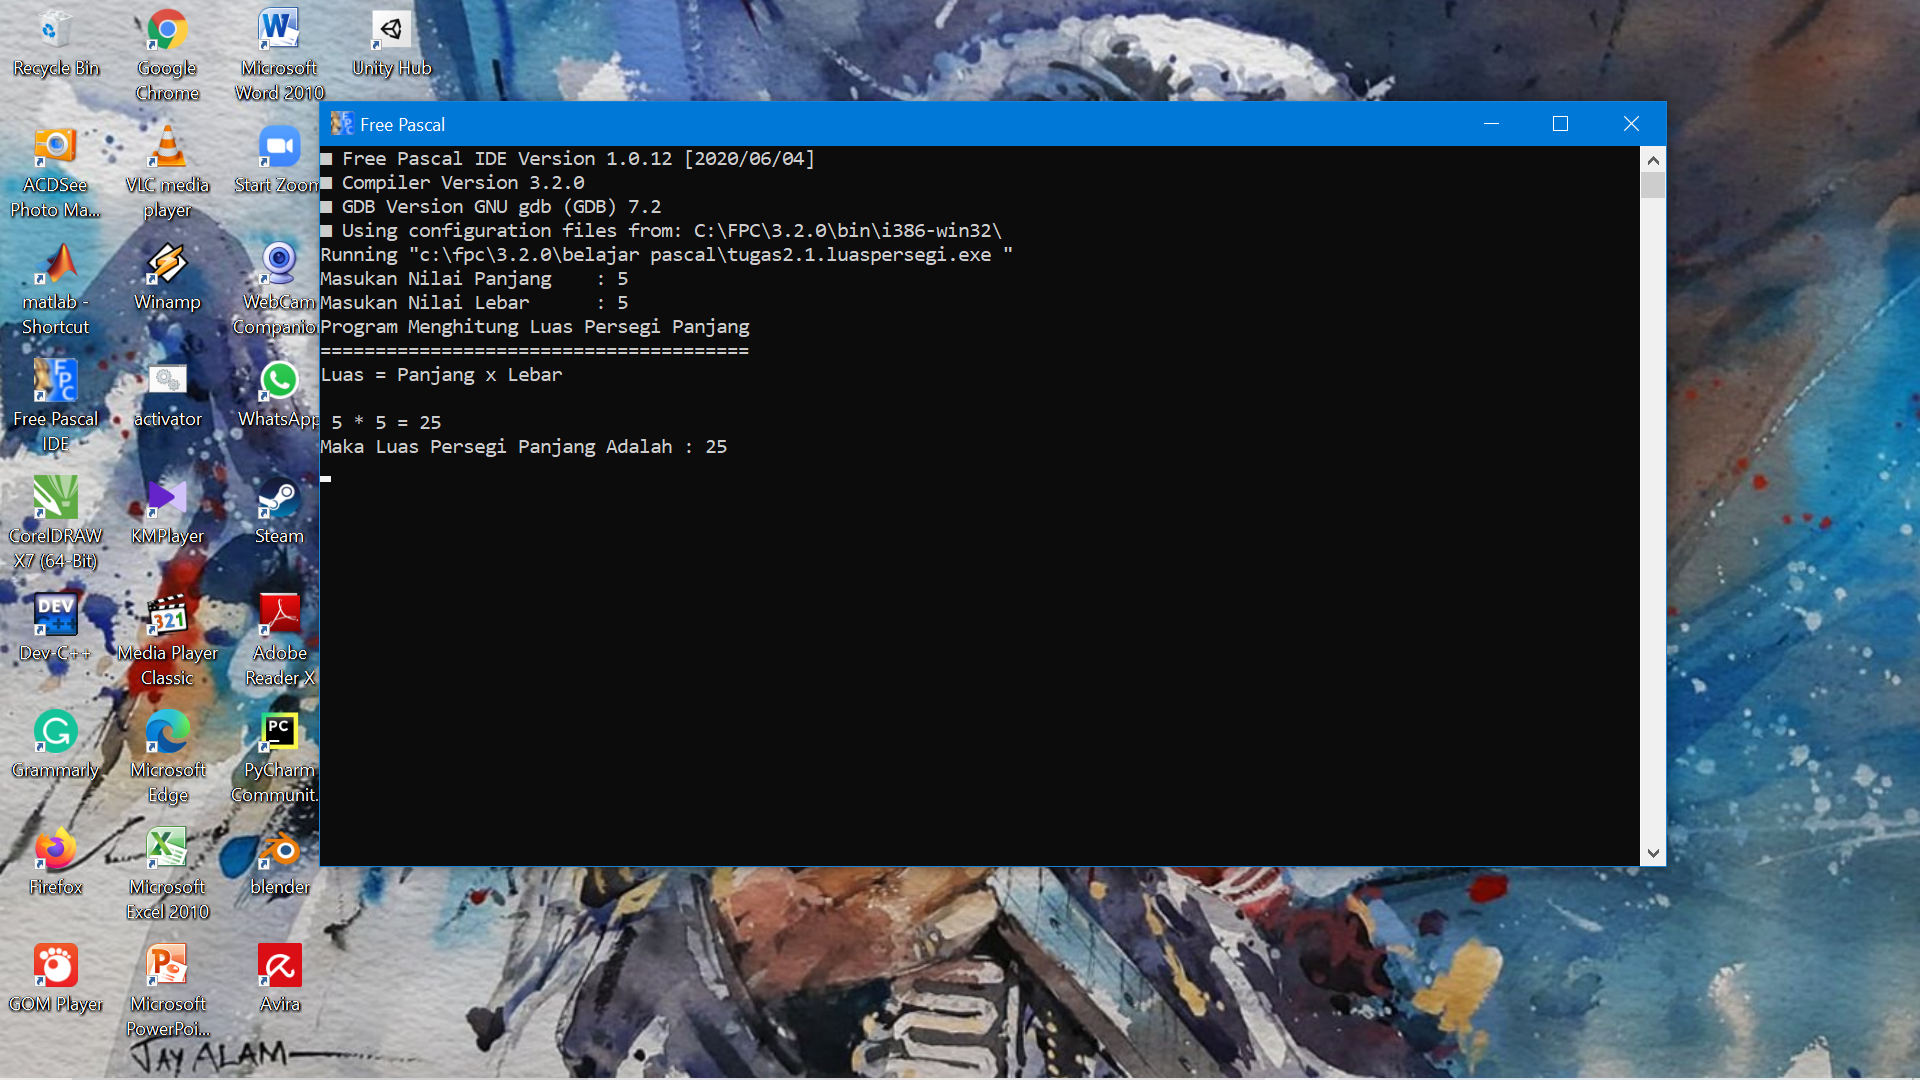 Recycle Bin
Google
Chrome
Microsoft
Word 2010
Unity Hub
ACDSee
Photo Ma...
VLC media
player
Start Zoom
matlab -
Shortcut
Winamp
WebCam
Companio
Free Pascal
IDE
activator
WhatsApp
CorelDRAW
X7 (64-Bit)
KMPlayer
Steam
Dev-C++
Media Player
Classic
Adobe
Reader X
Grammarly
Microsoft
Edge
PyCharm
Communit...
Firefox
Microsoft
Excel 2010
blender
GOM Player
Microsoft
PowerPoi...
Avira
JAY ALAM
Free Pascal
Free Pascal IDE Version 1.0.12 [2020/06/04]
Compiler Version 3.2.0
GDB Version GNU gdb (GDB) 7.2
Using configuration files from: C:\FPC\3.2.0\bin\i386-win32\
Running "c:\fpc\3.2.0\belajar pascal\tugas2.1.luaspersegi.exe "
Masukan Nilai Panjang    : 5
Masukan Nilai Lebar      : 5
Program Menghitung Luas Persegi Panjang
=======================================
Luas = Panjang x Lebar
5 * 5 = 25
Maka Luas Persegi Panjang Adalah : 25